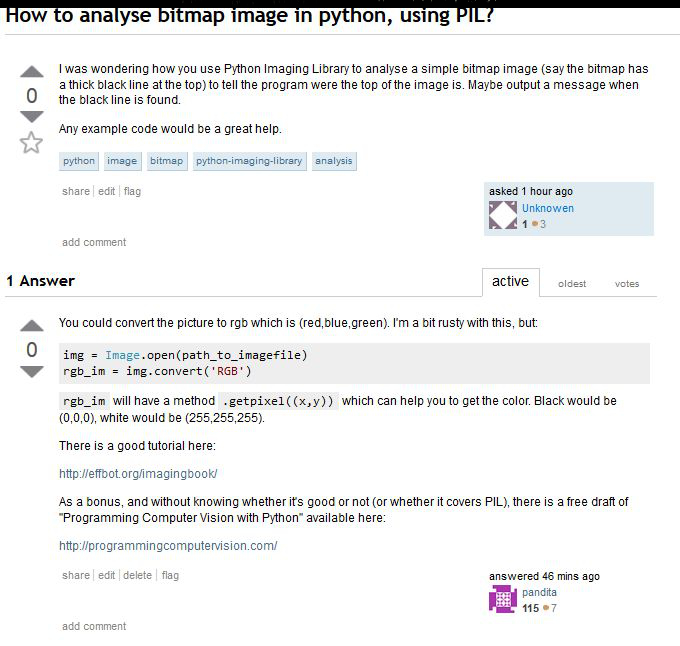 How to analyse bitmap image in python, using PIL?
I was wondering how you use Python Imaging Library to analyse a simple bitmap image (say the bitmap has
a thick black line at the top) to tell the program were the top of the image is. Maybe output a message when
the black line is found.
0
Any example code would be a great help.
python image bitmap python-imaging-library analysis
share edit flag
asked 1 hour ago
Unknowen
1 3
add comment
1 Answer
active oldest votes
You could convert the picture to rgb which is (red,blue,green). I'm a bit rusty with this, but:
0
img = Image.open(path_to_imagefile)
rgb_im = img.convert('RGB')
rgb_im will have a method .getpixel((x,y)) which can help you to get the color. Black would be
(0,0,0), white would be (255,255,255).
There is a good tutorial here:
http://effbot.org/imagingbook/
As a bonus, and without knowing whether it's good or not (or whether it covers PIL), there is a free draft of
"Programming Computer Vision with Python" available here:
http://programmingcomputervision.com/
share edit delete flag
answered 46 mins ago
pandita
115 7
add comment